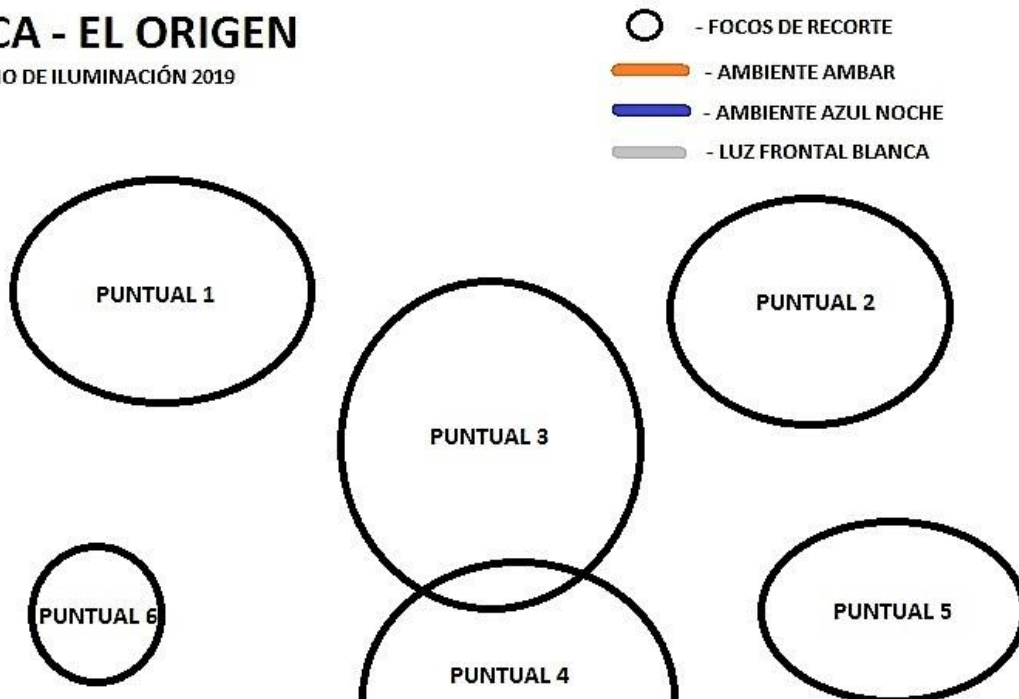 CA - EL ORIGEN
IO DE ILUMINACIÓN 2019
- FOCOS DE RECORTE
- AMBIENTE AMBAR
- AMBIENTE AZUL NOCHE
- LUZ FRONTAL BLANCA
PUNTUAL 1
PUNTUAL 2
PUNTUAL 3
PUNTUAL 6
PUNTUAL 5
PUNTUAL 4